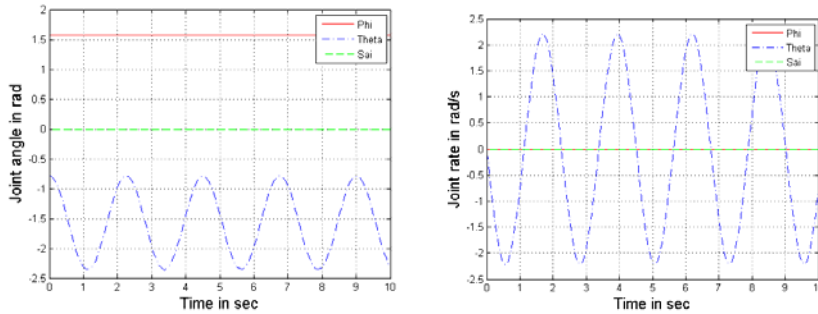 2
Phi
Theta
Sai
1.5
1
0.5
0
-0.5
-1
-1.5
-2
-2.5
0 1 2 3 4 5 6 7 8 9 10
Joint angle in rad
Time in sec
2.5
Phi
Theta
Sai
2
1.5
1
0.5
0
-0.5
-1
-1.5
-2
-2.5
0 1 2 3 4 5 6 7 8 9 10
Joint rate in rad/s
Time in sec